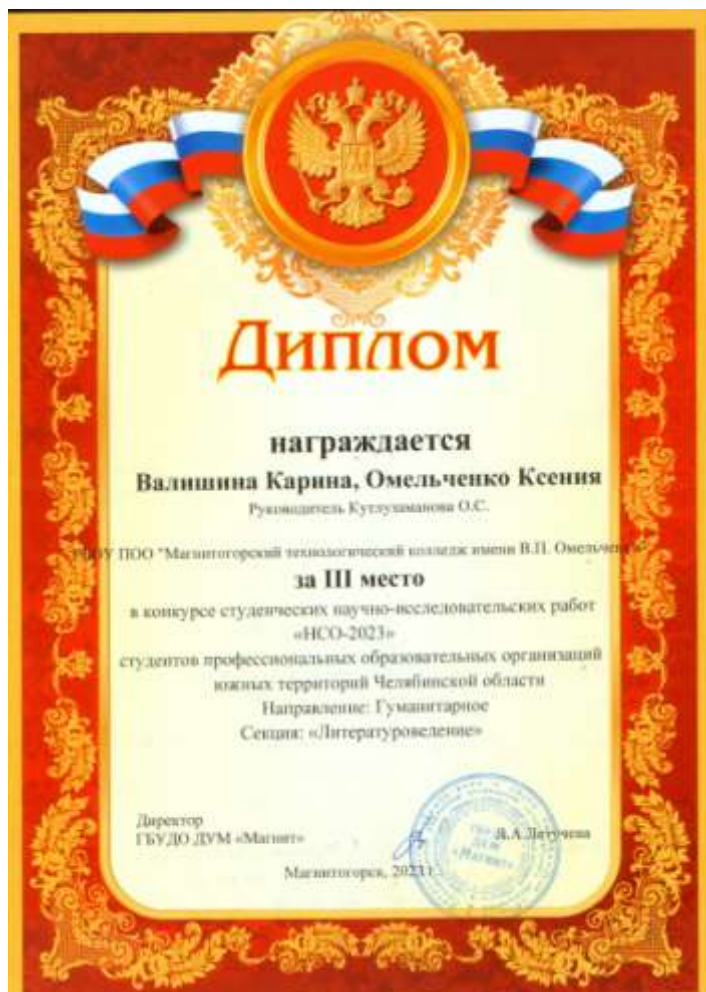 Диплом
награждается
Валишина Карина, Омельченко Ксения
Руководитель Кутлузаманова О.С.
ПОО "Магнитогорский технологический колледж имени В.П. Омельченко"
за III место
в конкурсе студенческих научно-исследовательских работ
«НСО-2023»
студентов профессиональных образовательных организаций
южных территорий Челябинской области
Направление: Гуманитарное
Секция: «Литературоведение»
Директор
ГБУДО ДУМ «Магнит»
Магнитогорск, 2023 г.
«Магнит»